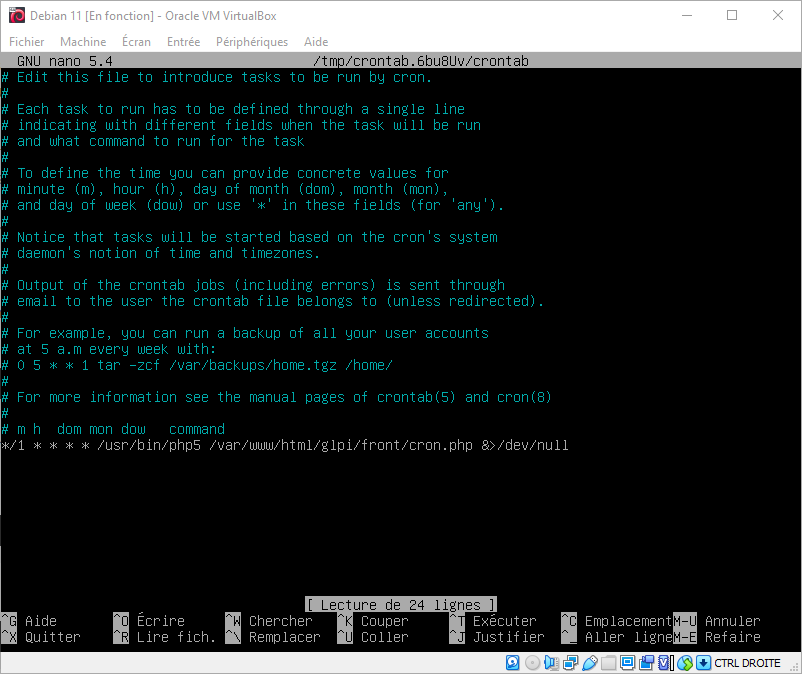 Debian 11 [En fonction] - Oracle VM VirtualBox
Fichier Machine Écran Entrée Périphériques Aide
GNU nano 5.4 /tmp/crontab.6bu8Uv/crontab
# Edit this file to introduce tasks to be run by cron.
#
# Each task to run has to be defined through a single line
# indicating with different fields when the task will be run
# and what command to run for the task
#
# To define the time you can provide concrete values for
# minute (m), hour (h), day of month (dom), month (mon),
# and day of week (dow) or use '*' in these fields (for 'any').
#
# Notice that tasks will be started based on the cron's system
# daemon's notion of time and timezones.
#
# Output of the crontab jobs (including errors) is sent through
# email to the user the crontab file belongs to (unless redirected).
#
# For example, you can run a backup of all your user accounts
# at 5 a.m every week with:
# 0 5 * * 1 tar -zcf /var/backups/home.tgz /home/
#
# For more information see the manual pages of crontab(5) and cron(8)
#
# m h  dom mon dow   command
*/1 * * * * /usr/bin/php5 /var/www/html/glpi/front/cron.php &>/dev/null
[ Lecture de 24 lignes ]
^G Aide ^O Écrire ^W Chercher ^K Couper ^T Exécuter ^C Emplacement M-U Annuler
^X Quitter ^R Lire fich. ^\ Remplacer ^U Coller ^J Justifier ^_ Aller ligne M-E Refaire
CTRL DROITE